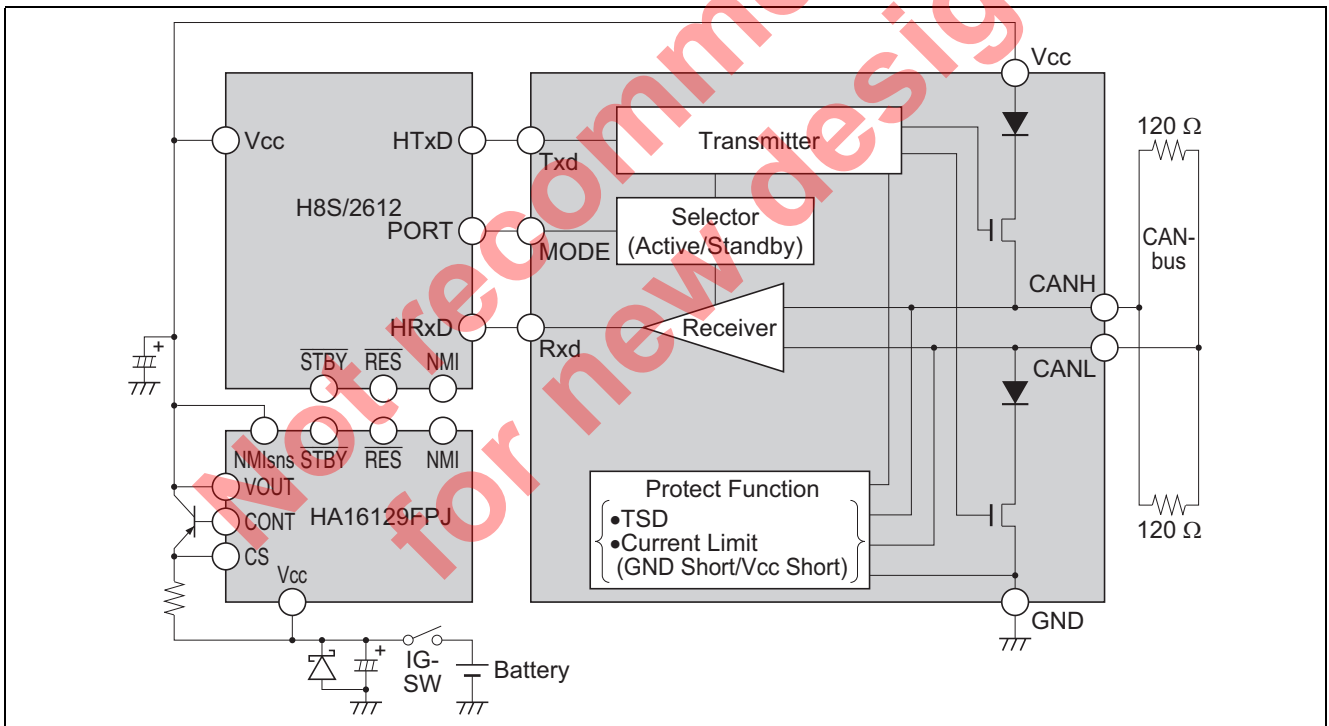 Vcc
Vcc
HTxD
Txd
Transmitter
120 Ω
H8S/2612
PORT
MODE
Selector
(Active/Standby)
CAN-
bus
CANH
HRxD
Rxd
Receiver
CANL
+
STBY
RES
NMI
NMIsns
STBY
RES
NMI
VOUT
CONT
HA16129FPJ
CS
Vcc
Protect Function
•TSD
•Current Limit
(GND Short/Vcc Short)
120 Ω
GND
+
IG-
SW
Battery
Not recomme
for new desig